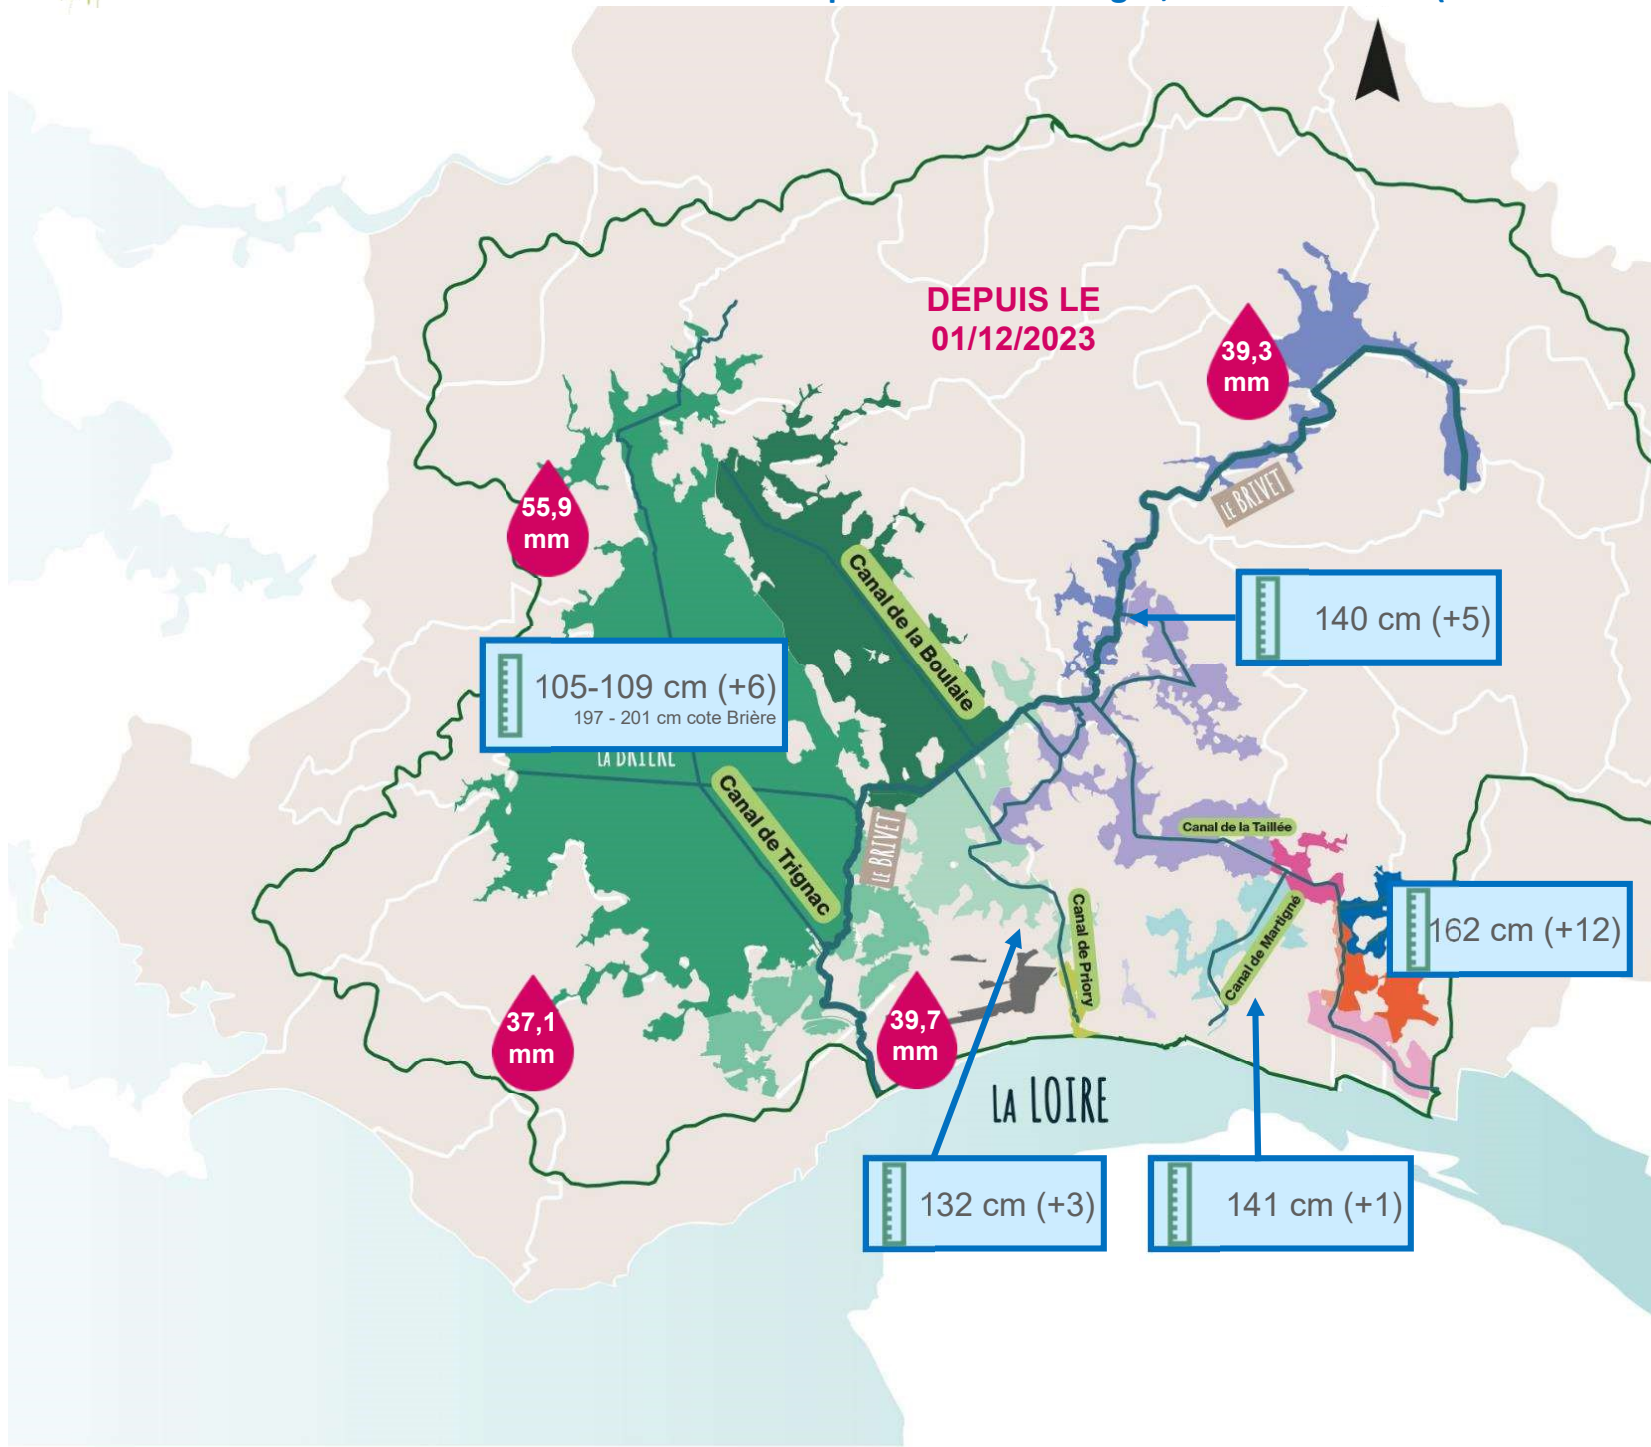 DEPUIS LE
01/12/2023
39,3
mm
55,9
mm
LE BRIVET
Canal de la Boulaie
140 cm (+5)
105-109 cm (+6)
197 - 201 cm cote Brière
LA BRIÈRE
Canal de Trignac
LE BRIVET
Canal de la Taillée
Canal de Priory
Canal de Martigné
162 cm (+12)
37,1
mm
39,7
mm
LA LOIRE
132 cm (+3)
141 cm (+1)